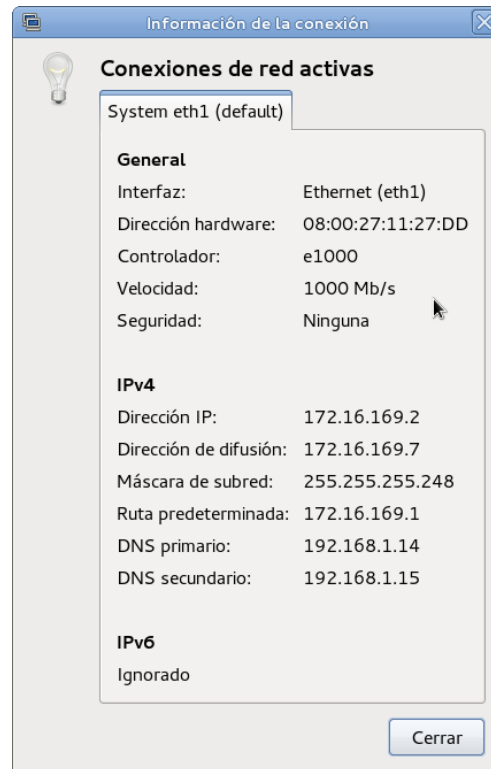 Información de la conexión
Conexiones de red activas
System eth1 (default)
General
Interfaz: Ethernet (eth1)
Dirección hardware: 08:00:27:11:27:DD
Controlador: e1000
Velocidad: 1000 Mb/s
Seguridad: Ninguna
IPv4
Dirección IP: 172.16.169.2
Dirección de difusión: 172.16.169.7
Máscara de subred: 255.255.255.248
Ruta predeterminada: 172.16.169.1
DNS primario: 192.168.1.14
DNS secundario: 192.168.1.15
IPv6
Ignorado
Cerrar